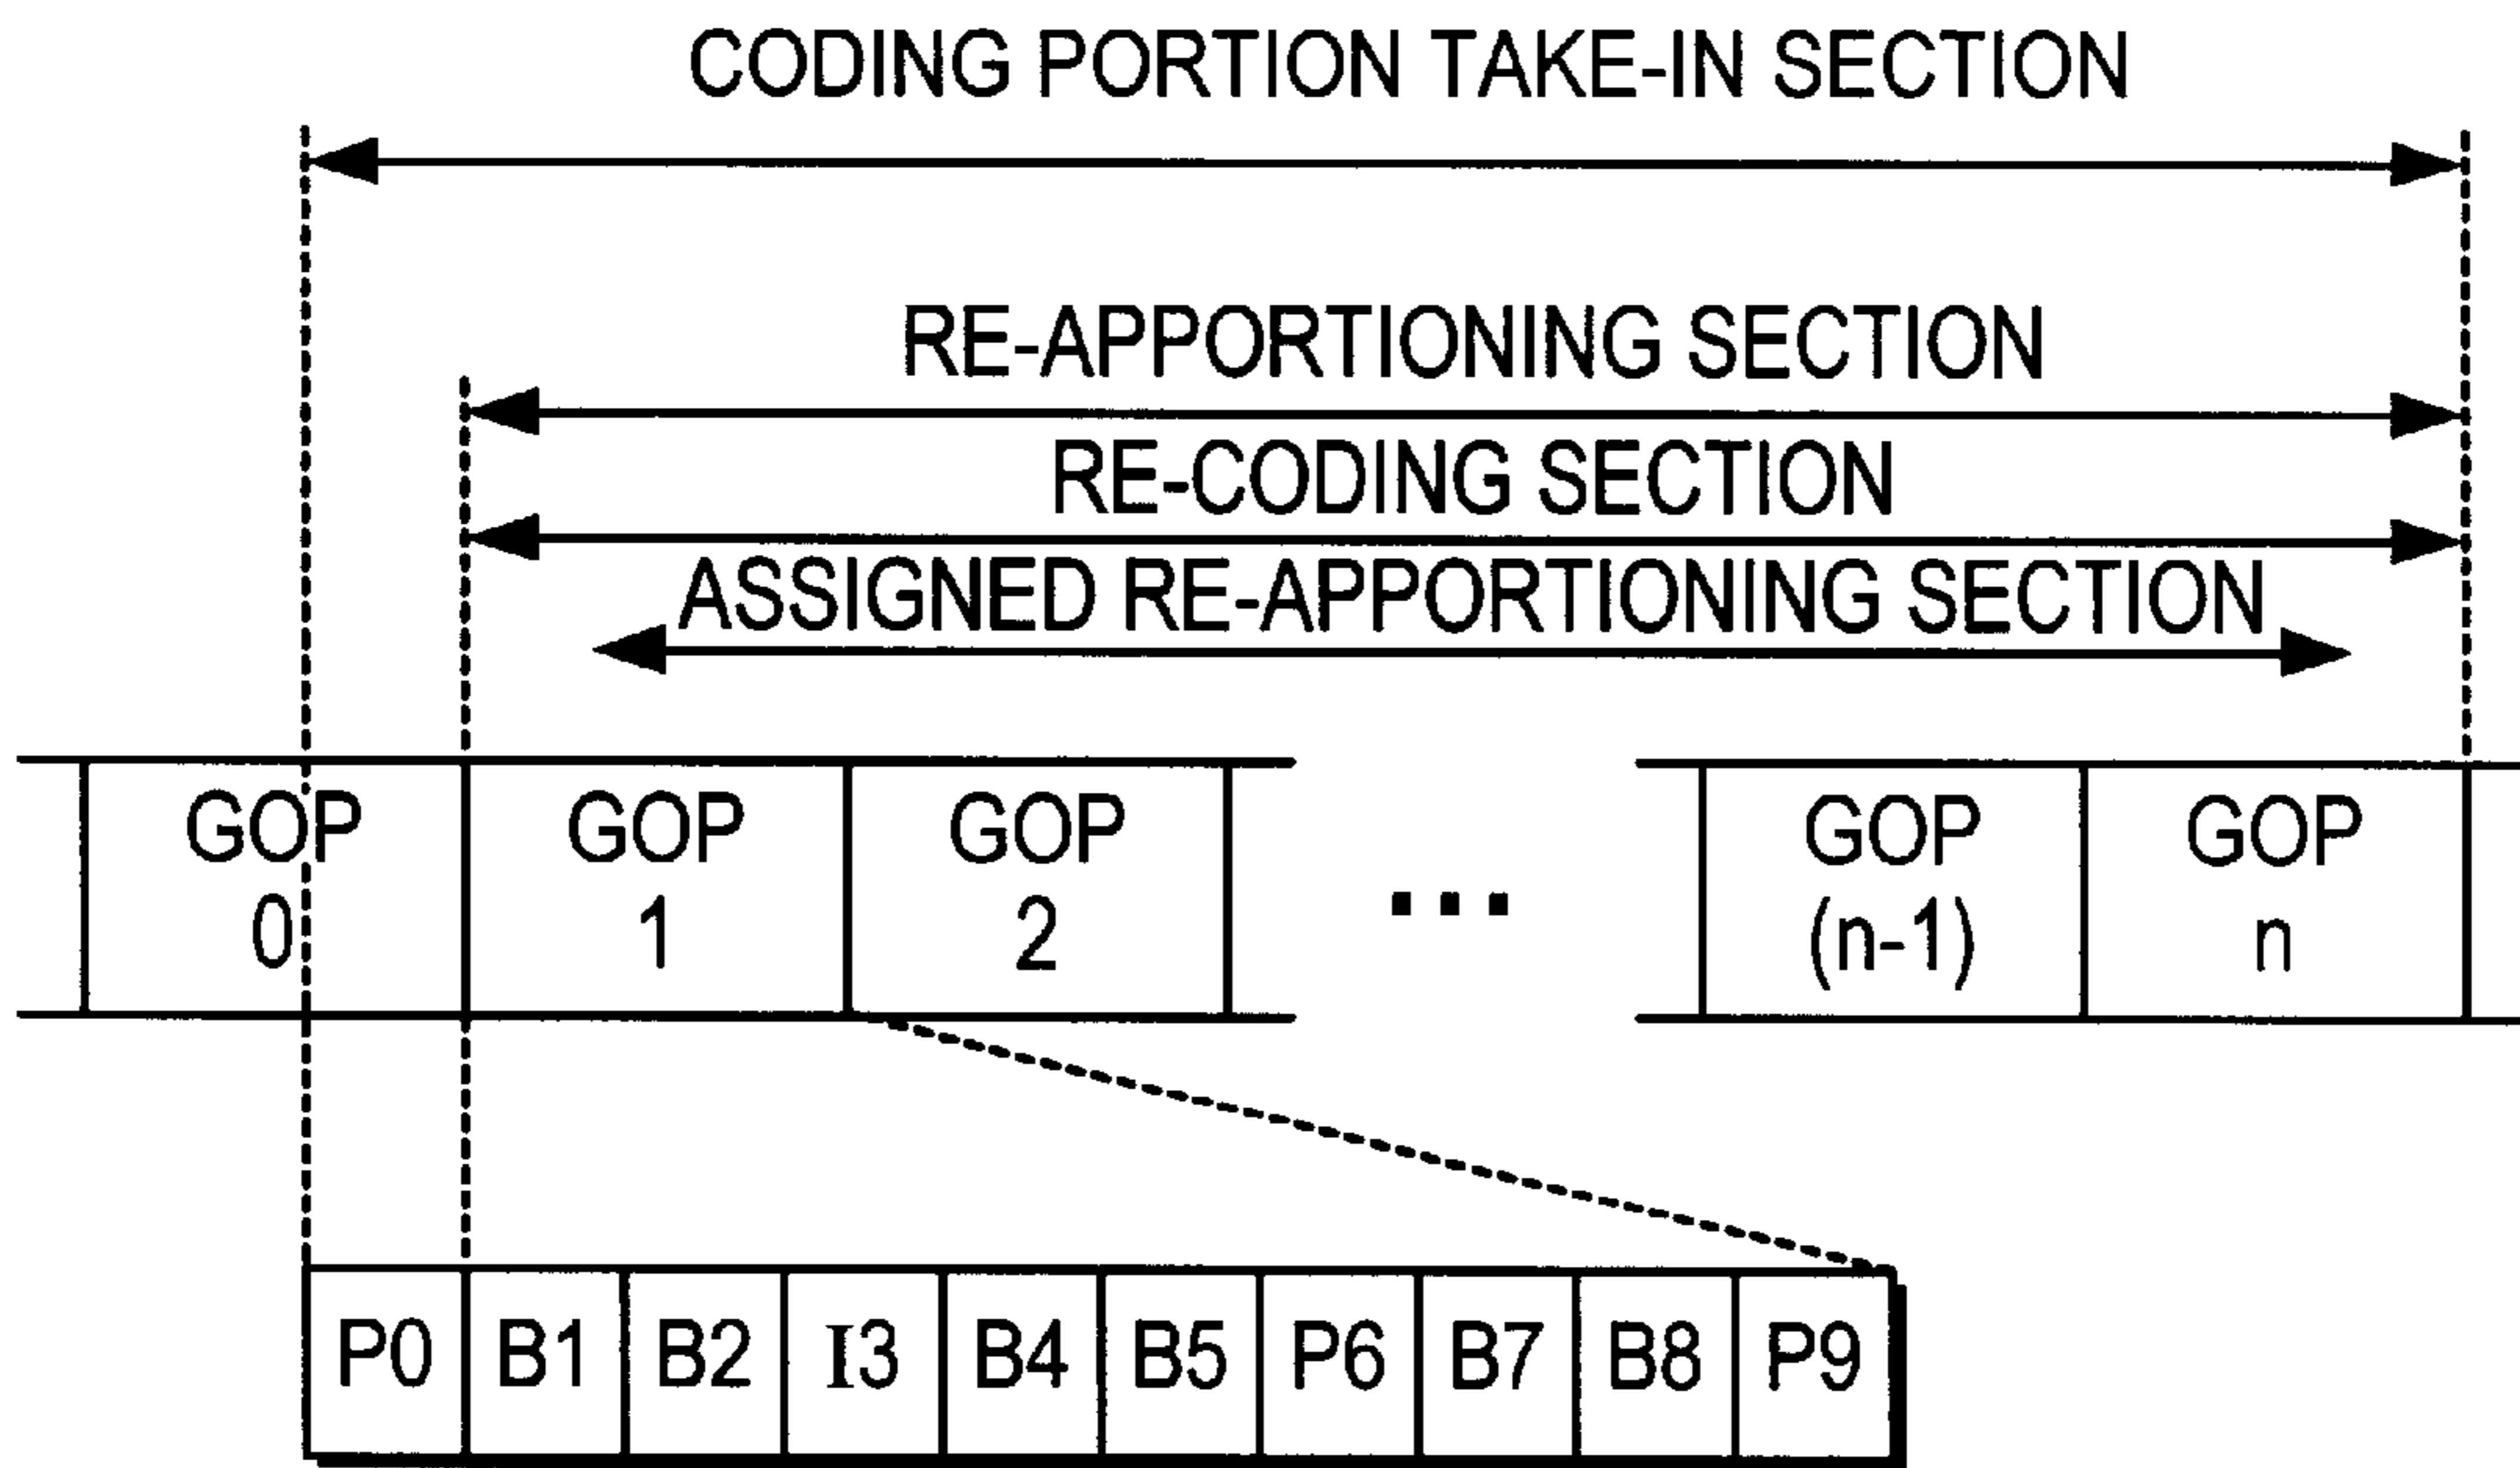 CODING PORTION TAKE-IN SECTION
RE-APPORTIONING SECTION
RE-CODING SECTION
ASSIGNED RE-APPORTIONING SECTION
GOP 0
GOP 1
GOP 2
...
GOP (n-1)
GOP n
P0 B1 B2 I3 B4 B5 P6 B7 B8 P9